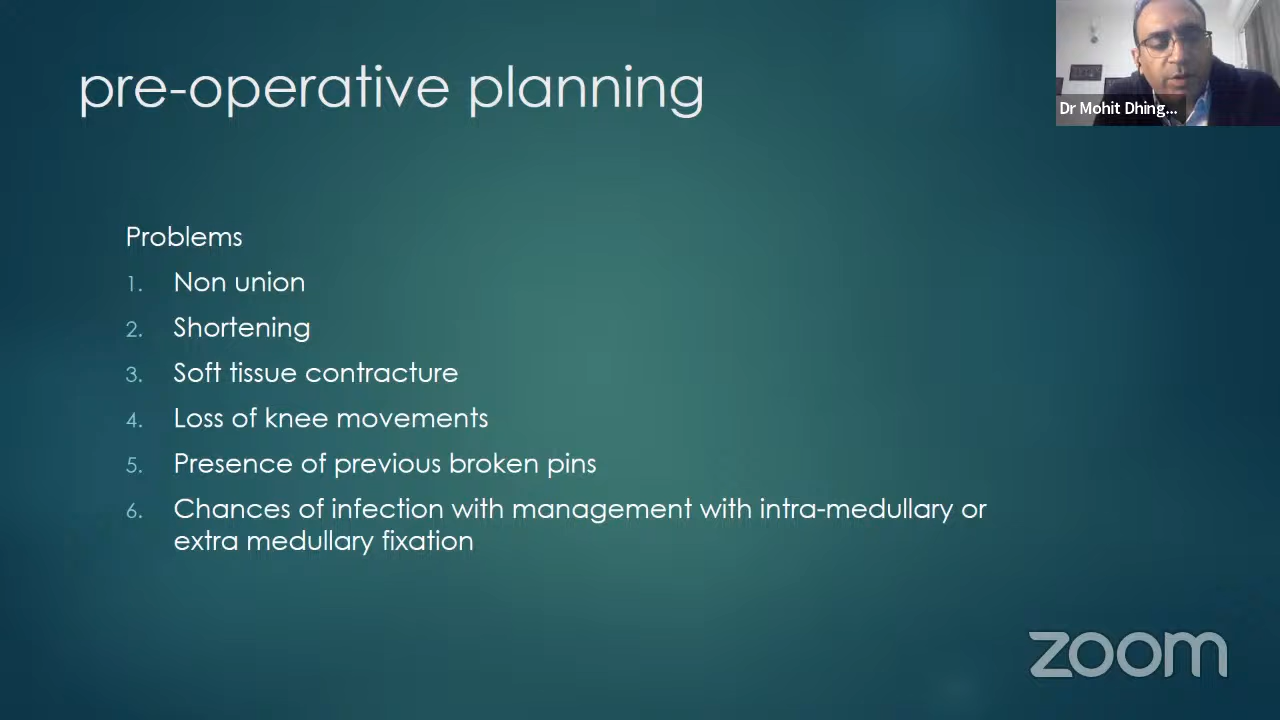 pre-operative planning
Dr Mohit Dhing...
Problems
1. Non union
2. Shortening
3. Soft tissue contracture
4. Loss of knee movements
5. Presence of previous broken pins
6. Chances of infection with management with intra-medullary or
extra medullary fixation
zoom